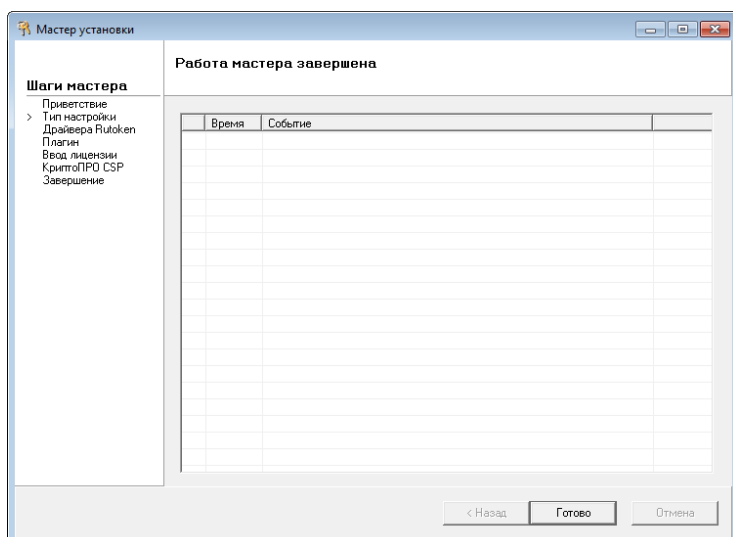 Мастер установки
Шаги мастера
Приветствие
> Тип настройки
Драйвера Rutoken
Плагин
Ввод лицензии
КриптоПРО CSP
Завершение
Работа мастера завершена
Время Событие
< Назад Готово Отмена